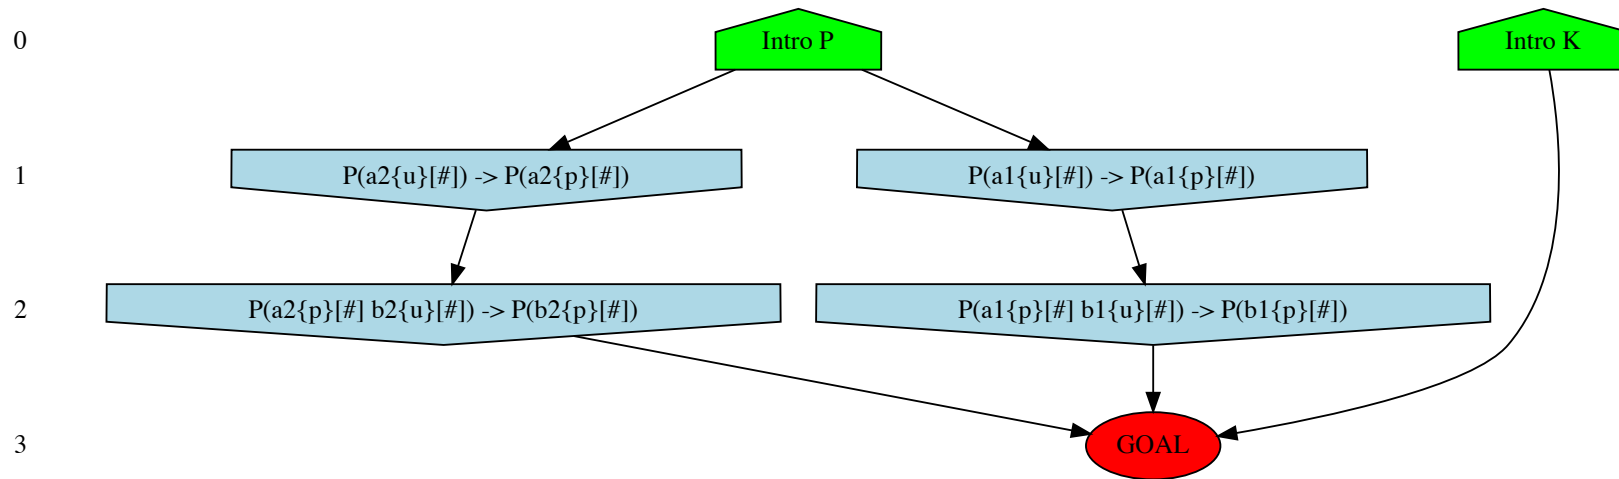 0
Intro P
Intro K
1
P(a2{u}[#]) -> P(a2{p}[#])
P(a1{u}[#]) -> P(a1{p}[#])
2
P(a2{p}[#] b2{u}[#]) -> P(b2{p}[#])
P(a1{p}[#] b1{u}[#]) -> P(b1{p}[#])
3
GOAL